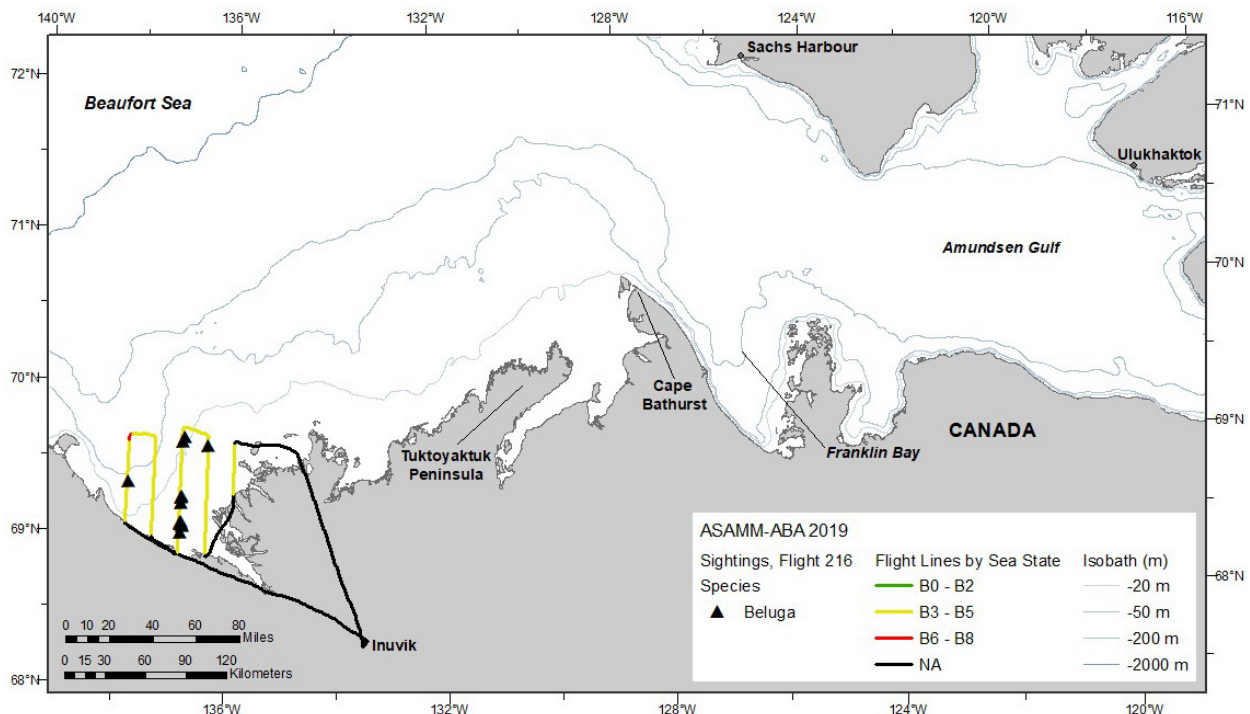 140°W 136°W 128°W 124°W 120°W 116°W
72°N
Sachs Harbour
Beaufort Sea
71°N
Ulukhaktok
71°N
Amundsen Gulf
70°N
70°N
Cape
Bathurst
CANADA
69°N
Tuktoyaktuk
Peninsula
Franklin Bay
69°N
ASAMM-ABA 2019
Sightings, Flight 216
Species
Beluga
Flight Lines by Sea State
B0 - B2
B3 - B5
B6 - B8
NA
Isobath (m)
-20 m
-50 m
-200 m
-2000 m
68°N
0 10 20 40 60 80
Miles
Inuvik
0 15 30 60 90 120
Kilometers
68°N
136°W 132°W 128°W 124°W 120°W